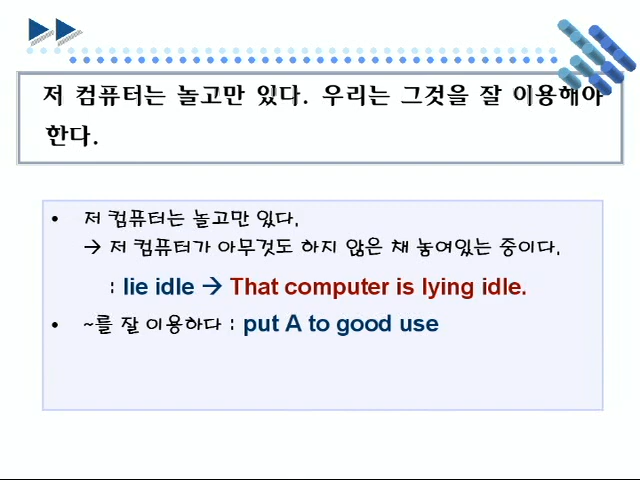 저 컴퓨터는 놀고만 있다. 우리는 그것을 잘 이용해야
한다.
• 저 컴퓨터는 놀고만 있다.
→ 저 컴퓨터가 아무것도 하지 않은 채 놓여있는 중이다.
: lie idle → That computer is lying idle.
• ~를 잘 이용하다 : put A to good use